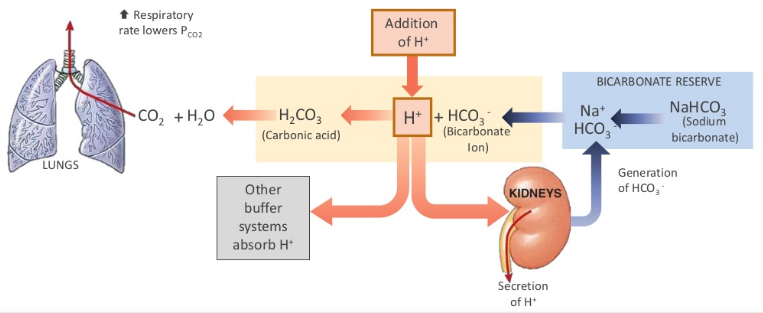 ⬆ Respiratory
rate lowers PCO2
Addition
of H⁺
BICARBONATE RESERVE
CO2 + H2O
H2CO3
(Carbonic acid)
H⁺ + HCO3⁻
(Bicarbonate
Ion)
Na⁺
HCO3⁻
NaHCO3
(Sodium
bicarbonate)
LUNGS
Other
buffer
systems
absorb H⁺
KIDNEYS
Generation
of HCO3⁻
Secretion
of H⁺